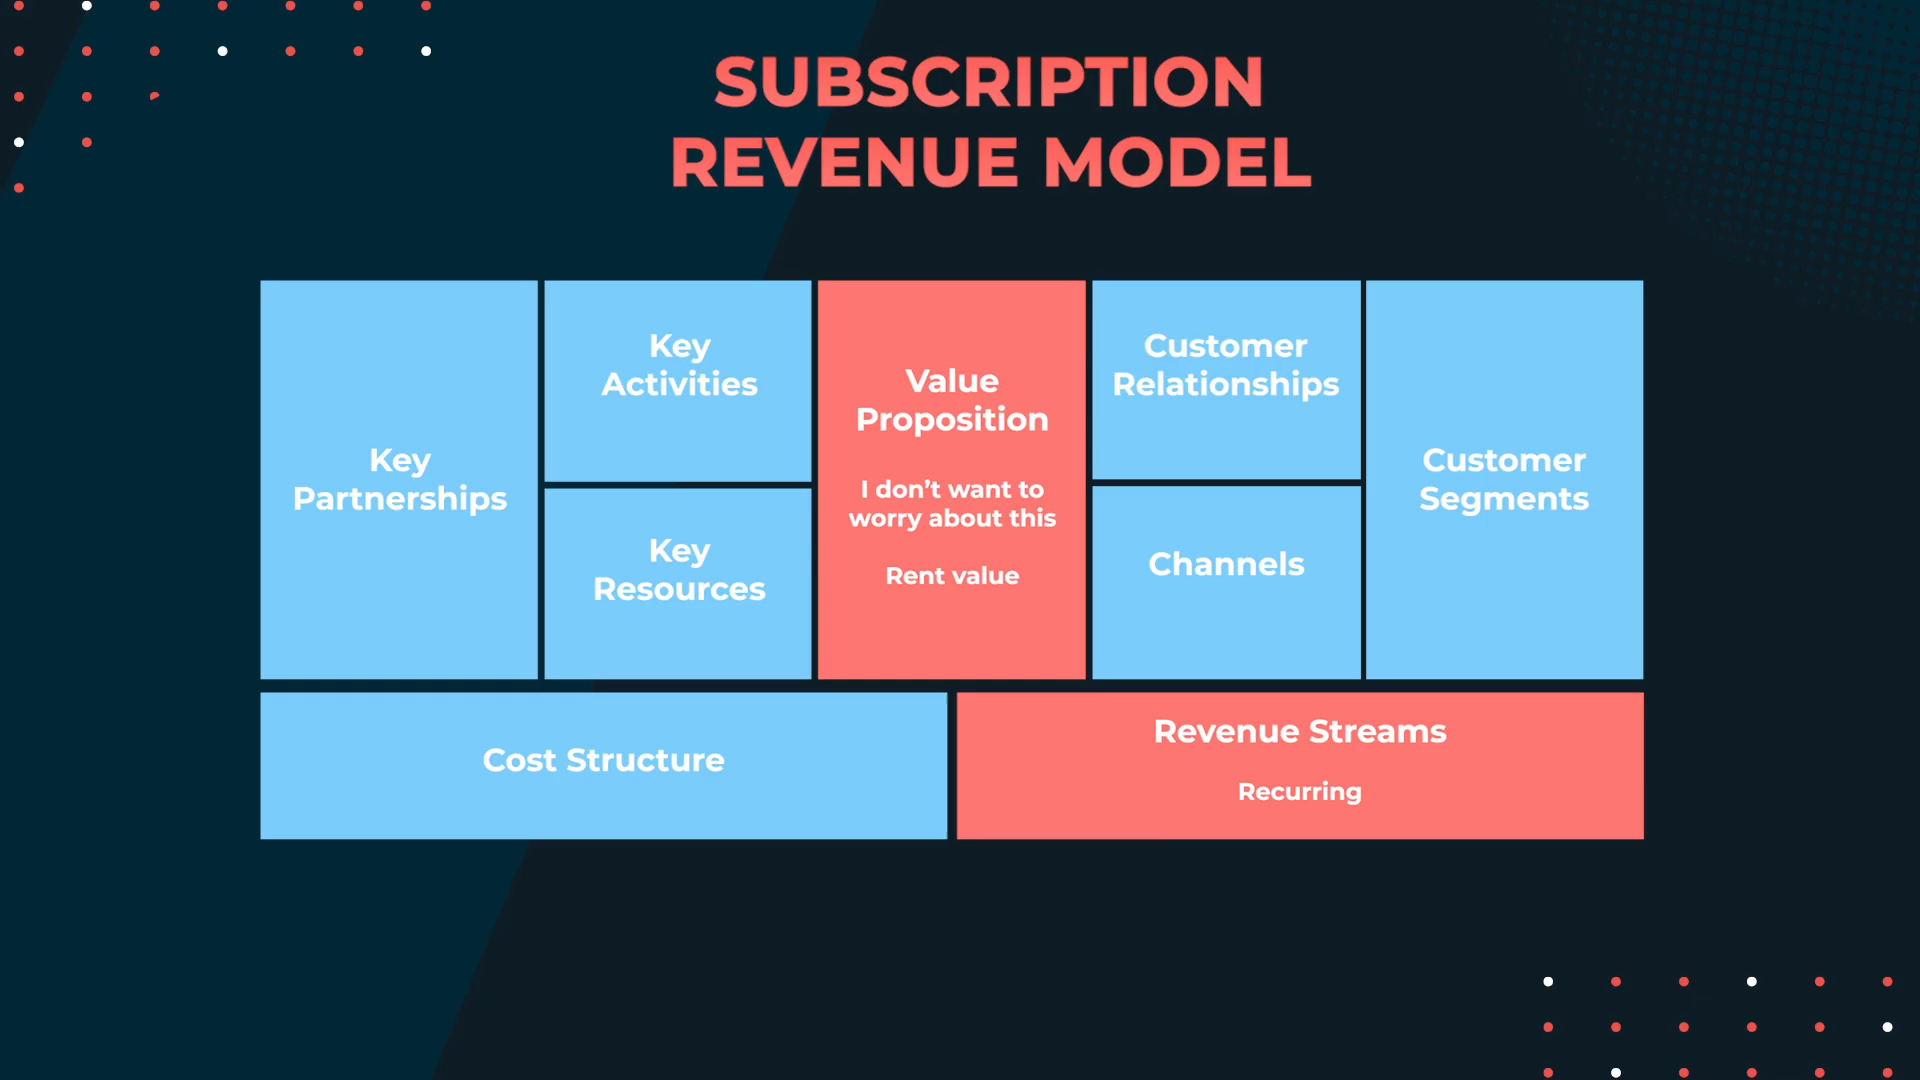 SUBSCRIPTION
REVENUE MODEL
Key
Partnerships
Key
Activities
Key
Resources
Value
Proposition
I don’t want to
worry about this
Rent value
Customer
Relationships
Channels
Customer
Segments
Cost Structure
Revenue Streams
Recurring